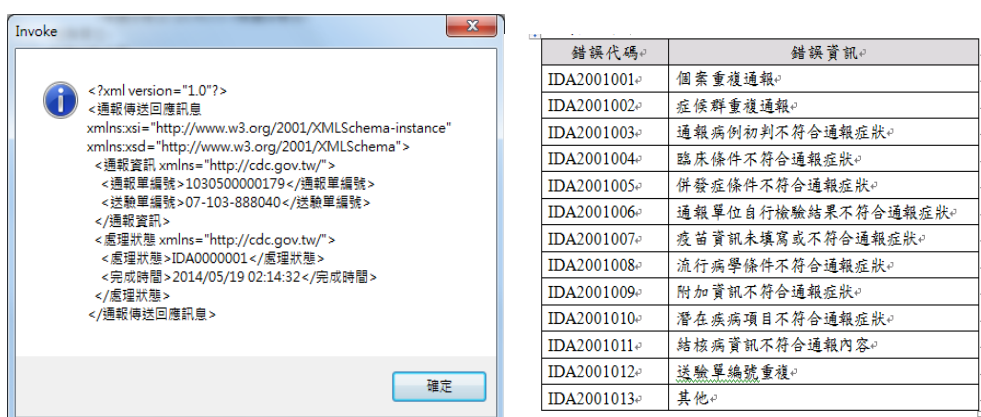 Invoke
<?xml version="1.0"?>
<通報傳送回應訊息
xmlns:xsi="http://www.w3.org/2001/XMLSchema-instance"
xmlns:xsd="http://www.w3.org/2001/XMLSchema">
<通報資訊 xmlns="http://cdc.gov.tw/">
<通報單編號>1030500000179</通報單編號>
<送驗單編號>07-103-888040</送驗單編號>
</通報資訊>
<處理狀態 xmlns="http://cdc.gov.tw/">
<處理狀態>IDA0000001</處理狀態>
<完成時間>2014/05/19 02:14:32</完成時間>
</處理狀態>
</通報傳送回應訊息>
確定
錯誤代碼 錯誤資訊
IDA2001001 個案重複通報
IDA2001002 症候群重複通報
IDA2001003 通報病例初判不符合通報症狀
IDA2001004 臨床條件不符合通報症狀
IDA2001005 併發症條件不符合通報症狀
IDA2001006 通報單位自行檢驗結果不符合通報症狀
IDA2001007 疫苗資訊未填寫或不符合通報症狀
IDA2001008 流行病學條件不符合通報症狀
IDA2001009 附加資訊不符合通報症狀
IDA2001010 潛在疾病項目不符合通報症狀
IDA2001011 結核病資訊不符合通報內容
IDA2001012 送驗單編號重複
IDA2001013 其他